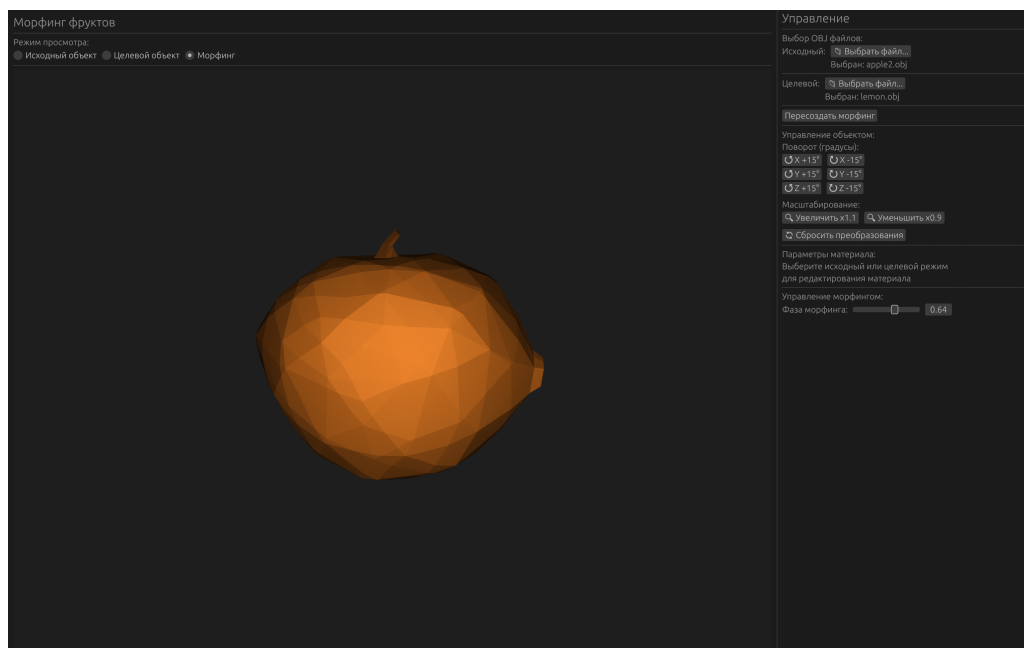 Морфинг фруктов
Режим просмотра:
Исходный объект Целевой объект Морфинг
Управление
Выбор OBJ файлов:
Исходный: Выбрать файл...
Выбран: apple2.obj
Целевой: Выбрать файл...
Выбран: lemon.obj
Пересоздать морфинг
Управление объектом:
Поворот (градусы):
X +15° X -15°
Y +15° Y -15°
Z +15° Z -15°
Масштабирование:
Увеличить x1.1 Уменьшить x0.9
Сбросить преобразования
Параметры материала:
Выберите исходный или целевой режим
для редактирования материала
Управление морфингом:
Фаза морфинга: 0.64